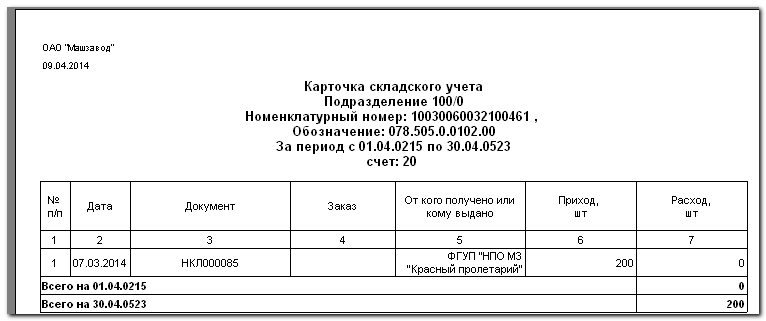 ОАО "Машзавод"
09.04.2014
Карточка складского учета
Подразделение 100/0
Номенклатурный номер: 10030060032100461 ,
Обозначение: 078.505.0.0102.00
За период с 01.04.0215 по 30.04.0523
счет: 20
№ п/п Дата Документ Заказ От кого получено или кому выдано Приход, шт Расход, шт
1 2 3 4 5 6 7
1 07.03.2014 НКЛ000085 ФГУП "НПО МЗ "Красный пролетарий" 200 0
Всего на 01.04.0215 0
Всего на 30.04.0523 200